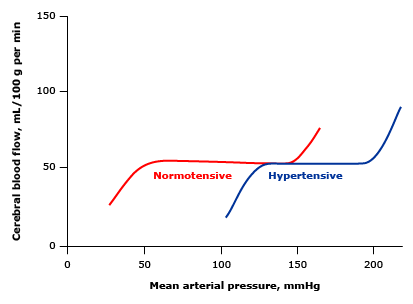 Cerebral blood flow, mL/100 g per min
150
100
50
0
Normotensive
Hypertensive
0
50
100
150
200
Mean arterial pressure, mmHg